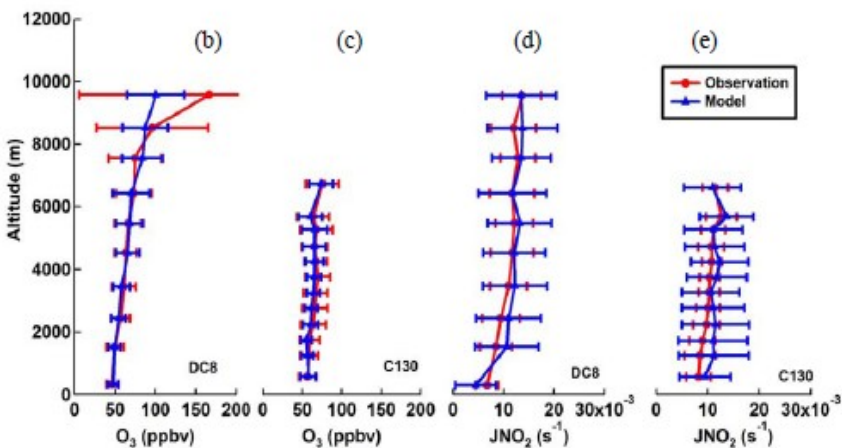 (b) (c) (d) (e)
12000
10000
8000
6000
4000
2000
0
Altitude (m)
Observation
Model
DC8
C130
DC8
C130
0 50 100 150 200
0 50 100 150 200
0 10 20 30x10⁻³
0 10 20 30x10⁻³
O₃ (ppbv)
O₃ (ppbv)
JNO₂ (s⁻¹)
JNO₂ (s⁻¹)